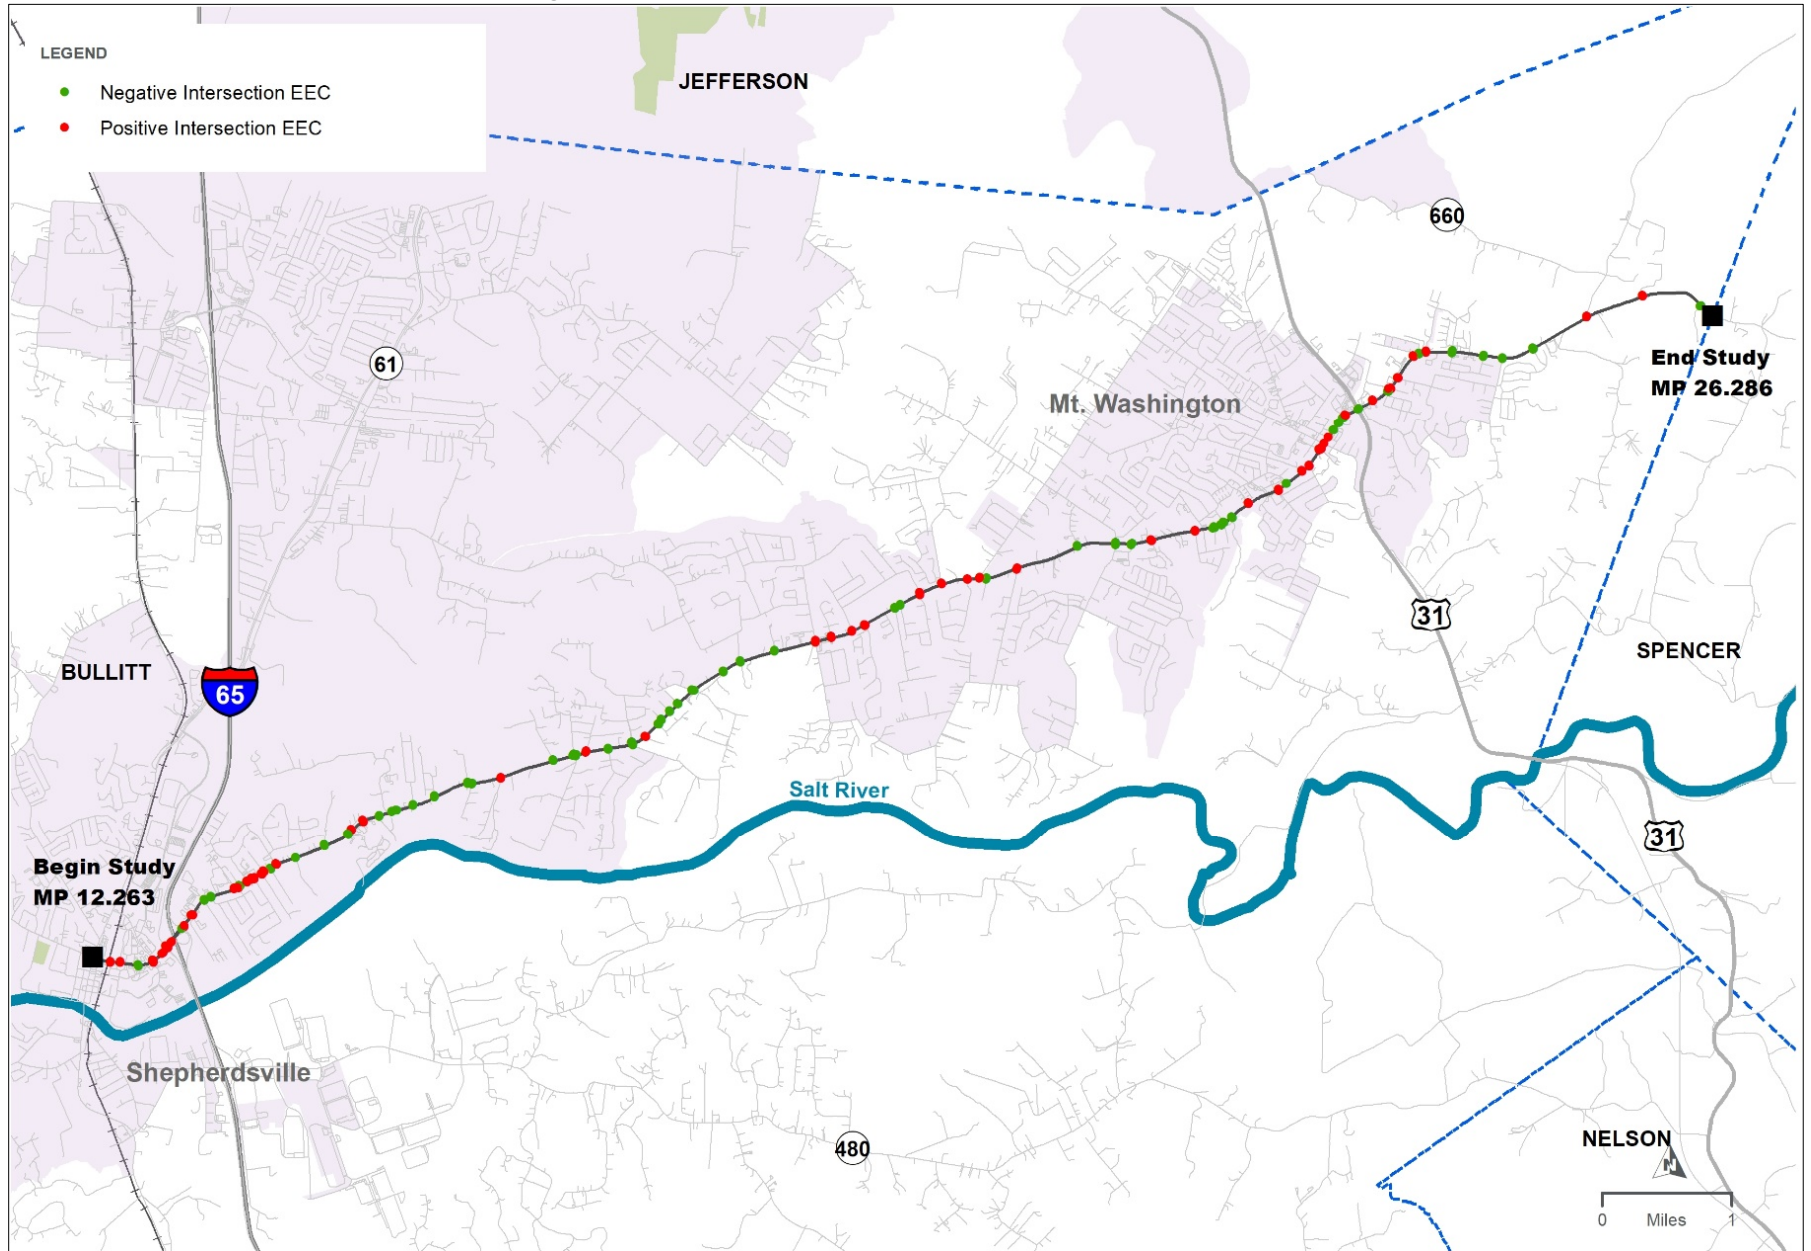 LEGEND
Negative Intersection EEC
Positive Intersection EEC
JEFFERSON
660
61
End Study
MP 26.286
Mt. Washington
31
SPENCER
BULLITT
65
Salt River
31
Begin Study
MP 12.263
Shepherdsville
480
NELSON
N
0 Miles 1